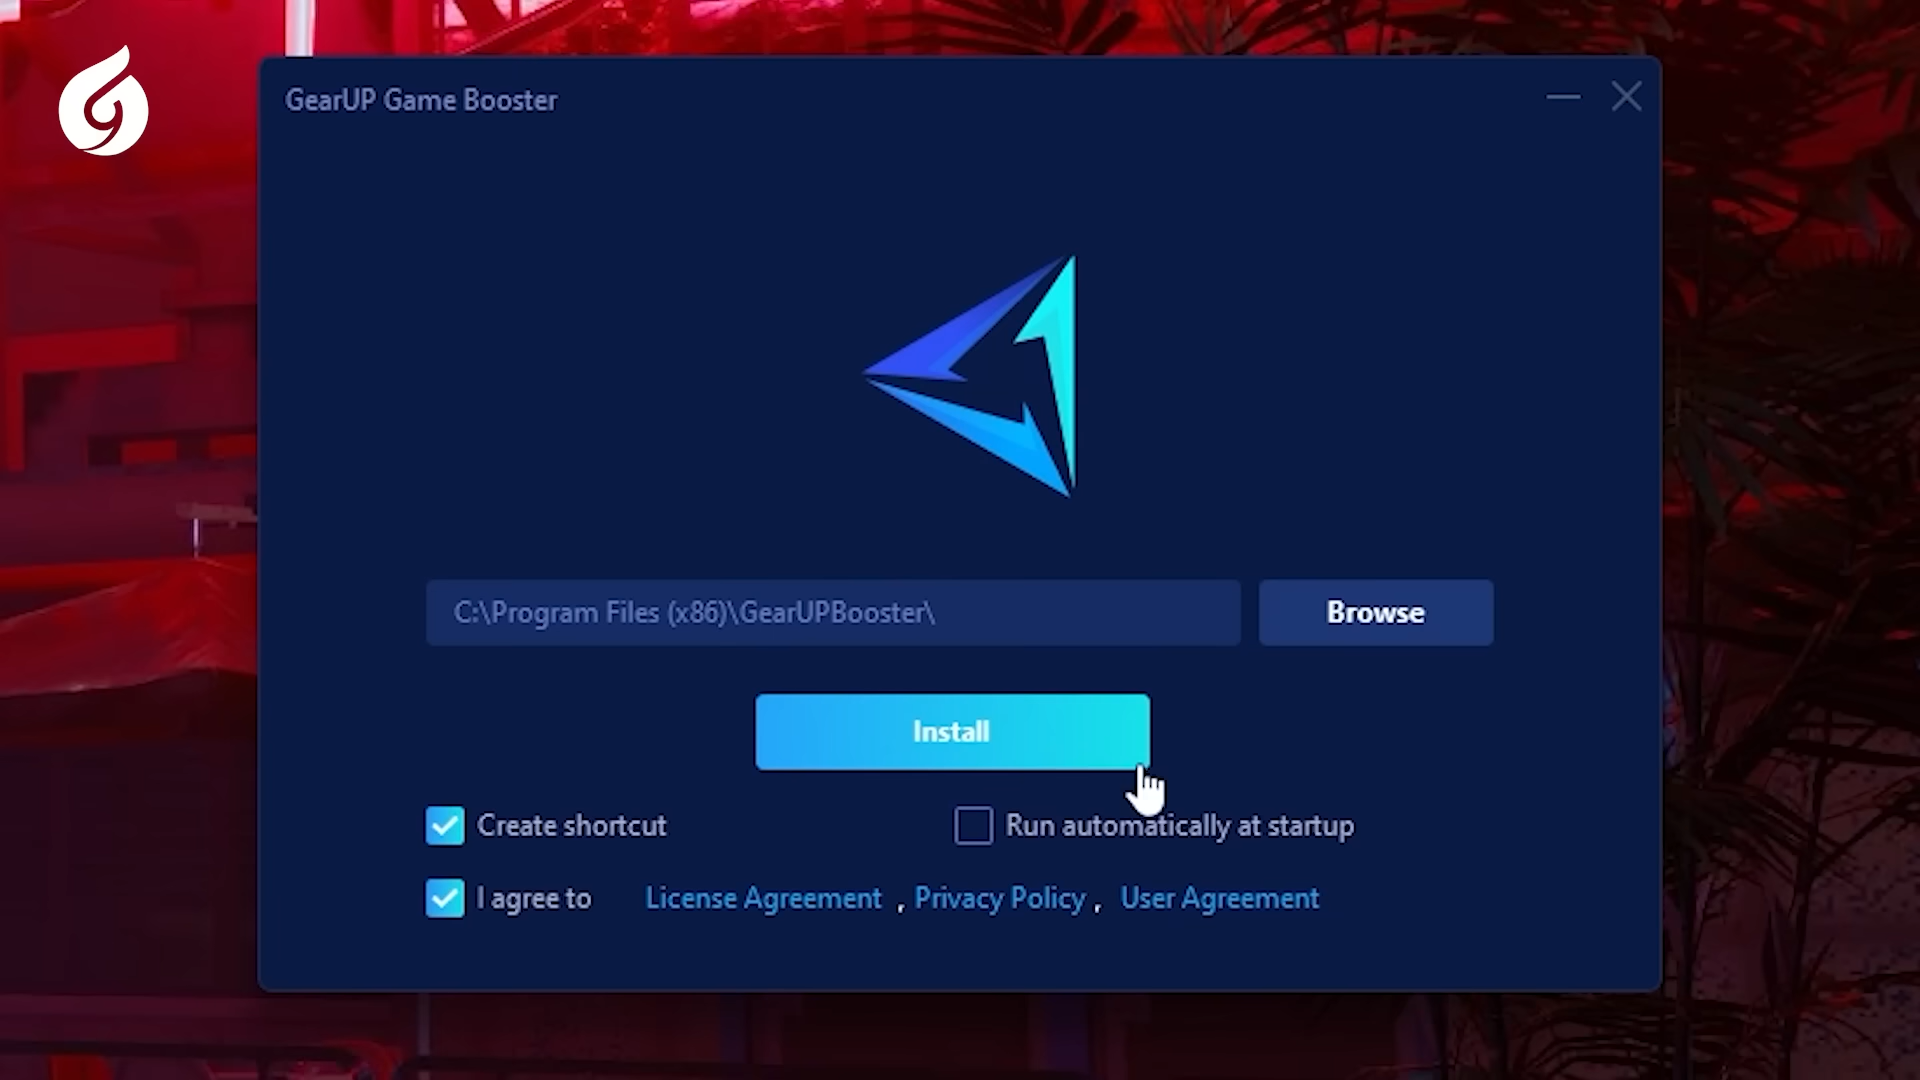 GearUP Game Booster
C:\Program Files (x86)\GearUPBooster\
Browse
Install
Create shortcut
Run automatically at startup
I agree to License Agreement , Privacy Policy , User Agreement